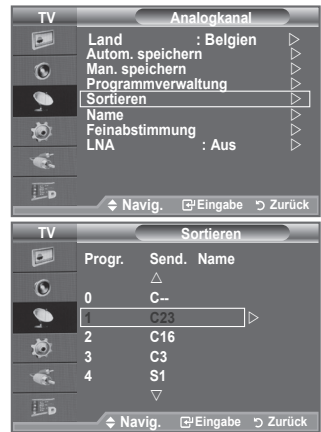 TV Analogkanal
Land : Belgien
Autom. speichern
Man. speichern
Programmverwaltung
Sortieren
Name
Feinabstimmung
LNA : Aus
Navig. Eingabe Zurück
TV Sortieren
Progr. Send. Name
0 C--
1 C23
2 C16
3 C3
4 S1
Navig. Eingabe Zurück